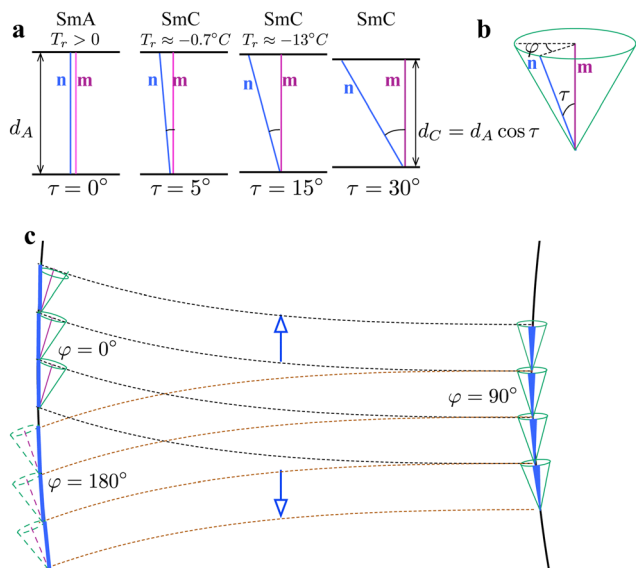 a
SmA SmC SmC SmC
T_r > 0 T_r ≈ −0.7°C T_r ≈ −13°C
n m n m n m n m
d_A
d_C = d_A cos τ
τ = 0° τ = 5° τ = 15° τ = 30°
b
φ
n m
τ
c
φ = 0°
φ = 90°
φ = 180°